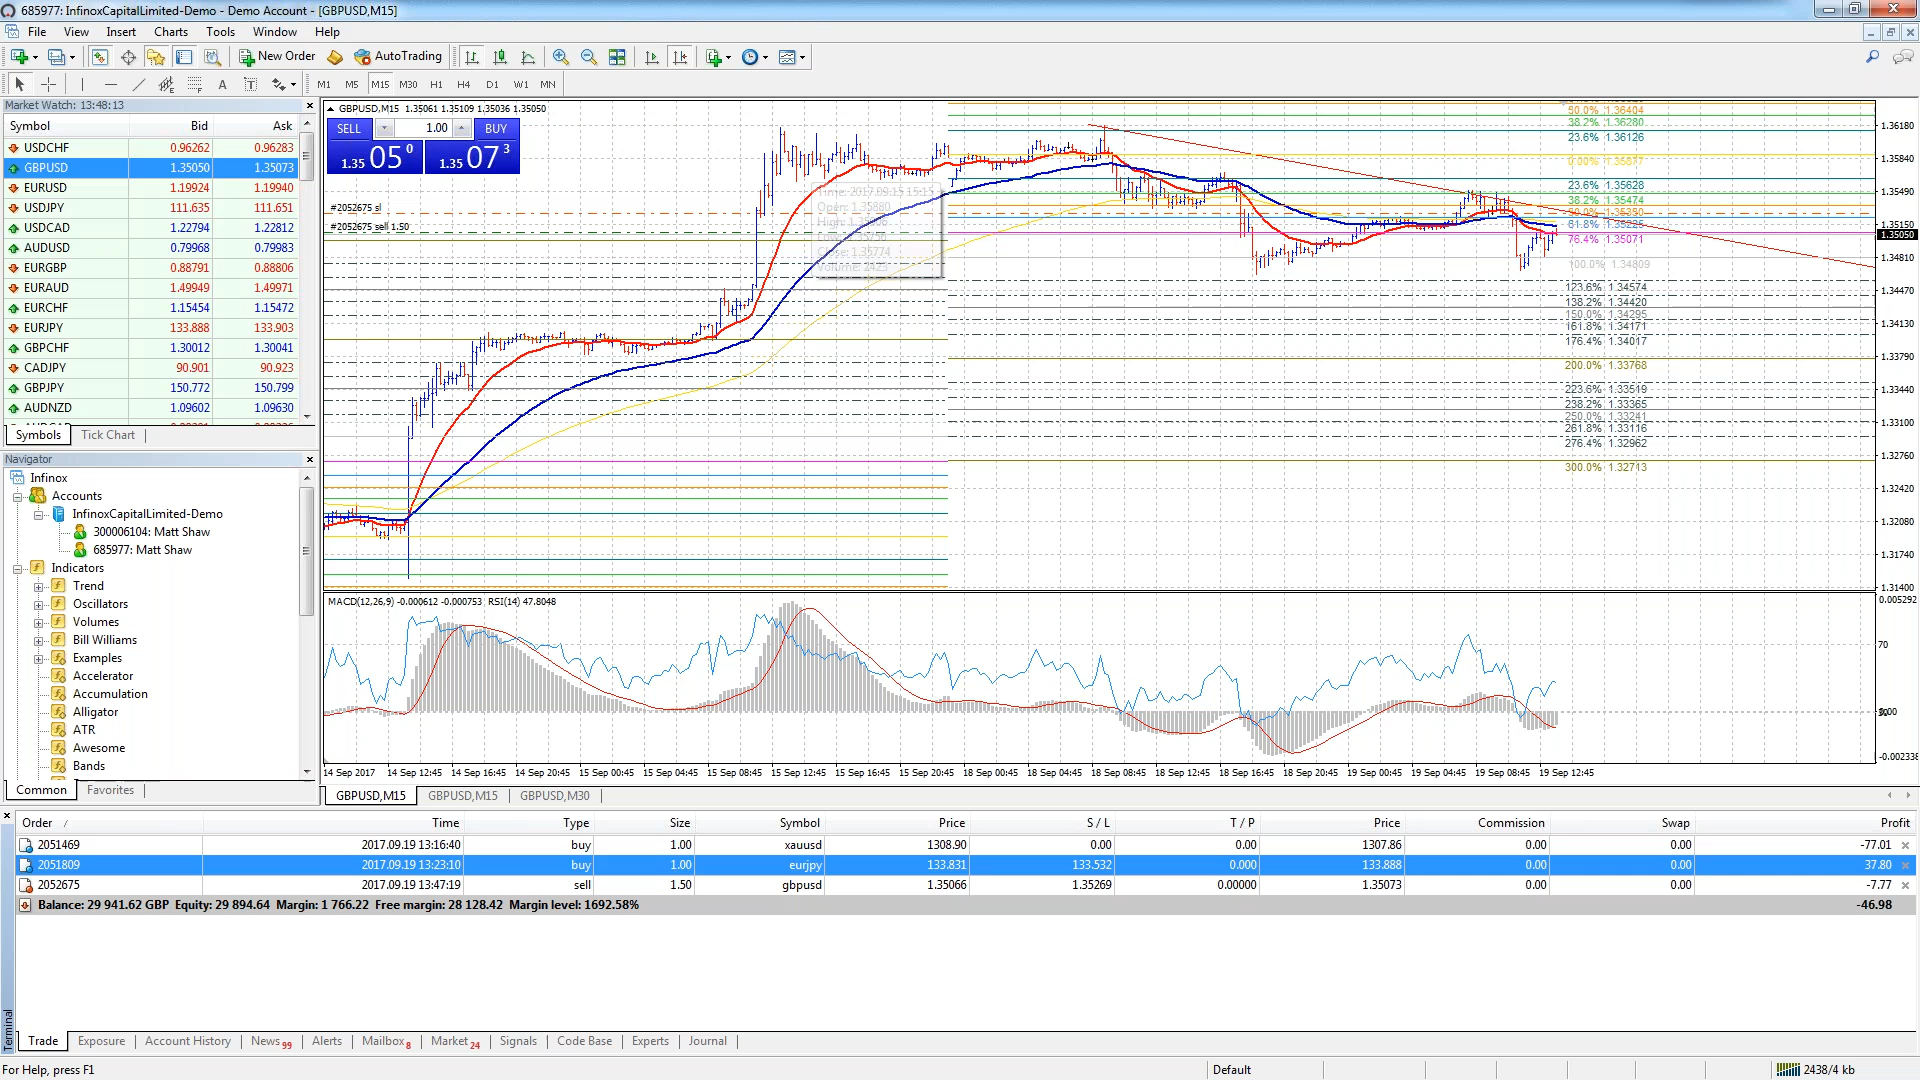 685977: InfinoxCapitalLimited-Demo - Demo Account - [GBPUSD,M15]
File View Insert Charts Tools Window Help
New Order AutoTrading
A T M1 M5 M15 M30 H1 H4 D1 W1 MN
Market Watch: 13:48:13
Symbol Bid Ask
USDCHF 0.96262 0.96283
GBPUSD 1.35050 1.35073
EURUSD 1.19924 1.19940
USDJPY 111.635 111.651
USDCAD 1.22794 1.22812
AUDUSD 0.79968 0.79983
EURGBP 0.88791 0.88806
EURAUD 1.49949 1.49971
EURCHF 1.15454 1.15472
EURJPY 133.888 133.903
GBPCHF 1.30012 1.30041
CADJPY 90.901 90.923
GBPJPY 150.772 150.799
AUDNZD 1.09602 1.09630
Symbols Tick Chart
Navigator
Infinox
Accounts
InfinoxCapitalLimited-Demo
300006104: Matt Shaw
685977: Matt Shaw
Indicators
Trend
Oscillators
Volumes
Bill Williams
Examples
Accelerator
Accumulation
Alligator
ATR
Awesome
Bands
Common Favorites
GBPUSD,M15 1.35061 1.35109 1.35036 1.35050
SELL 1.00 BUY
1.35 05 0 1.35 07 3
#2052675 sl
#2052675 sell 1.50
Time: 2017.09.15 15:15
Open: 1.35880
Close: 1.35774
50.0% 1.36404
38.2% 1.36280
23.6% 1.36126
0.00% 1.35877
23.6% 1.35628
38.2% 1.35474
50.0% 1.35350
61.8% 1.35225
76.4% 1.35071
100.0% 1.34809
123.6% 1.34574
138.2% 1.34420
150.0% 1.34295
161.8% 1.34171
176.4% 1.34017
200.0% 1.33768
223.6% 1.33519
238.2% 1.33365
250.0% 1.33241
261.8% 1.33116
276.4% 1.32962
300.0% 1.32713
1.36180
1.35840
1.35490
1.35150
1.35050
1.34810
1.34470
1.34130
1.33790
1.33440
1.33100
1.32760
1.32420
1.32080
1.31740
1.31400
MACD(12,26,9) -0.000612 -0.000753 RSI(14) 47.8048
0.005292
70
-0.002338
14 Sep 2017 14 Sep 12:45 14 Sep 16:45 14 Sep 20:45 15 Sep 00:45 15 Sep 04:45 15 Sep 08:45 15 Sep 12:45 15 Sep 16:45 15 Sep 20:45 18 Sep 00:45 18 Sep 04:45 18 Sep 08:45 18 Sep 12:45 18 Sep 16:45 18 Sep 20:45 19 Sep 00:45 19 Sep 04:45 19 Sep 08:45 19 Sep 12:45
GBPUSD,M15 GBPUSD,M15 GBPUSD,M30
Order / Time Type Size Symbol Price S / L T / P Price Commission Swap Profit
2051469 2017.09.19 13:16:40 buy 1.00 xauusd 1308.90 0.00 0.00 1307.86 0.00 0.00 -77.01
2051809 2017.09.19 13:23:10 buy 1.00 eurjpy 133.831 133.532 0.000 133.888 0.00 0.00 37.80
2052675 2017.09.19 13:47:19 sell 1.50 gbpusd 1.35066 1.35269 0.00000 1.35073 0.00 0.00 -7.77
Balance: 29 941.62 GBP Equity: 29 894.64 Margin: 1 766.22 Free margin: 28 128.42 Margin level: 1692.58% -46.98
Terminal
Trade Exposure Account History News 99 Alerts Mailbox 8 Market 24 Signals Code Base Experts Journal
For Help, press F1 Default 2438/4 kb